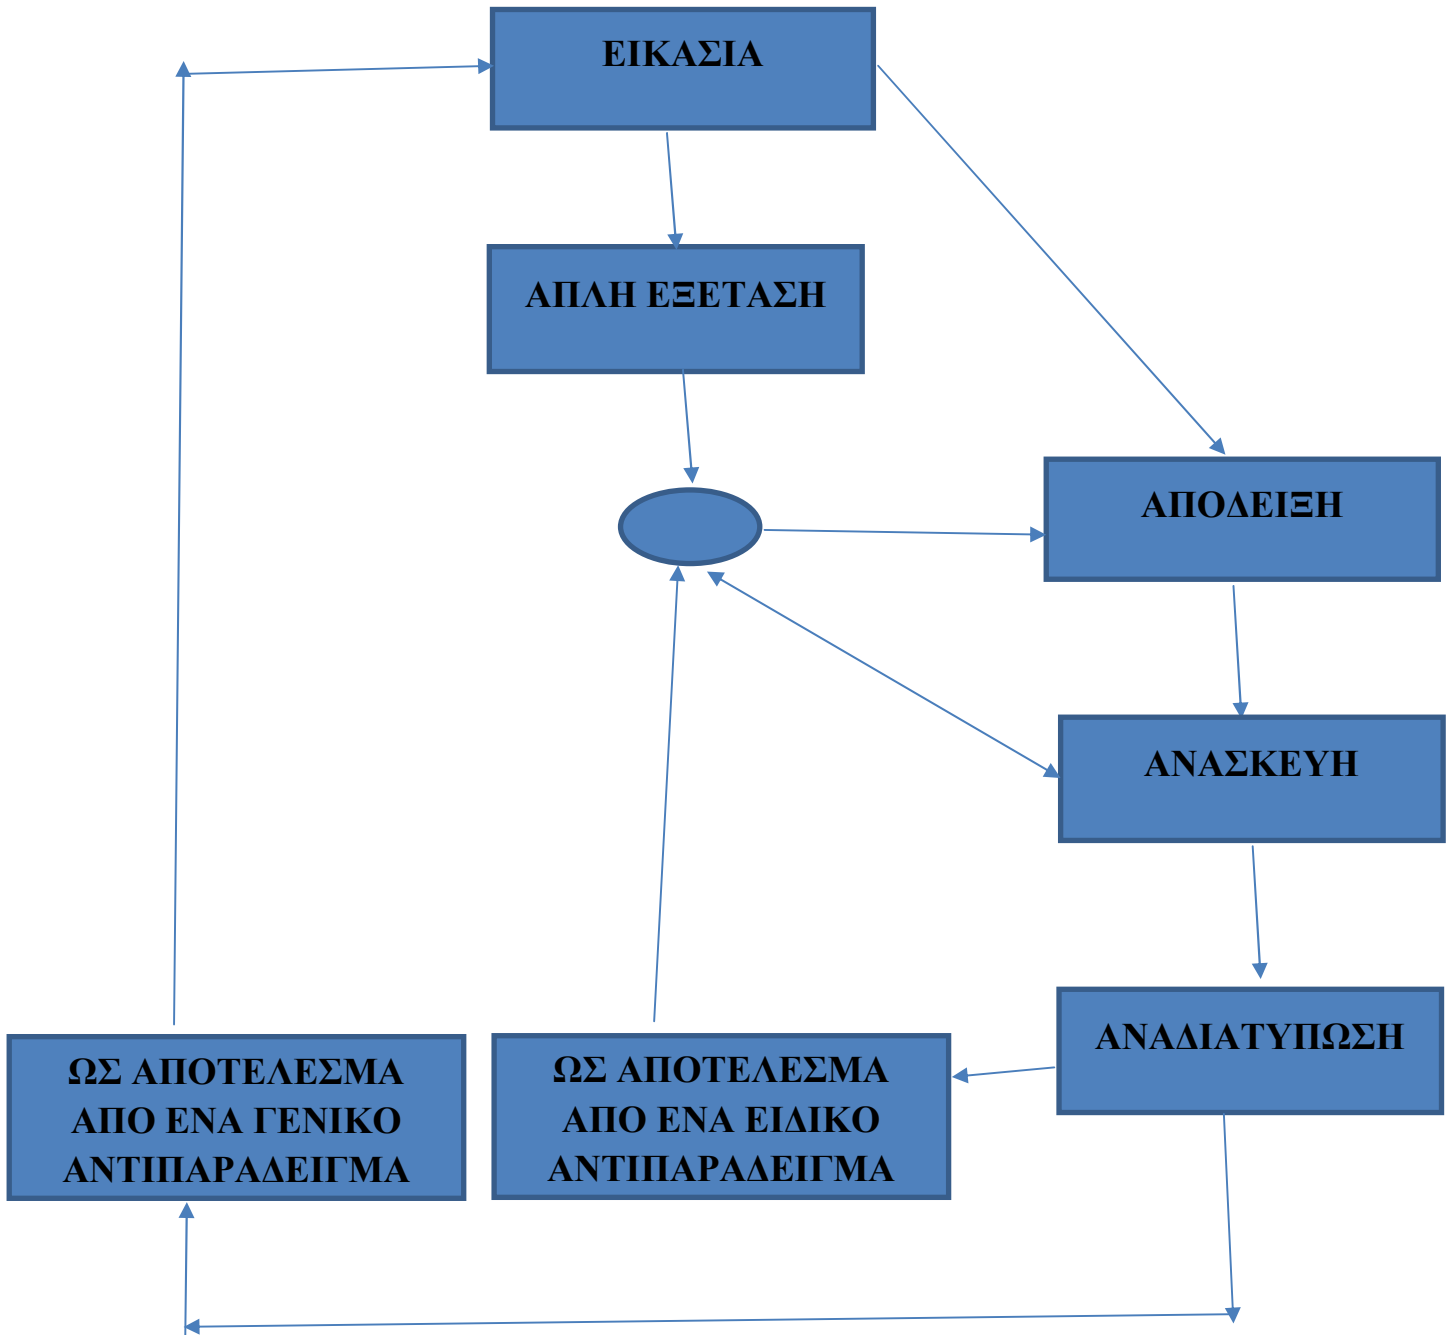 ΕΙΚΑΣΙΑ
ΑΠΛΗ ΕΞΕΤΑΣΗ
ΑΠΟΔΕΙΞΗ
ΑΝΑΣΚΕΥΗ
ΑΝΑΔΙΑΤΥΠΩΣΗ
ΩΣ ΑΠΟΤΕΛΕΣΜΑ
ΑΠΟ ΕΝΑ ΓΕΝΙΚΟ
ΑΝΤΙΠΑΡΑΔΕΙΓΜΑ
ΩΣ ΑΠΟΤΕΛΕΣΜΑ
ΑΠΟ ΕΝΑ ΕΙΔΙΚΟ
ΑΝΤΙΠΑΡΑΔΕΙΓΜΑ